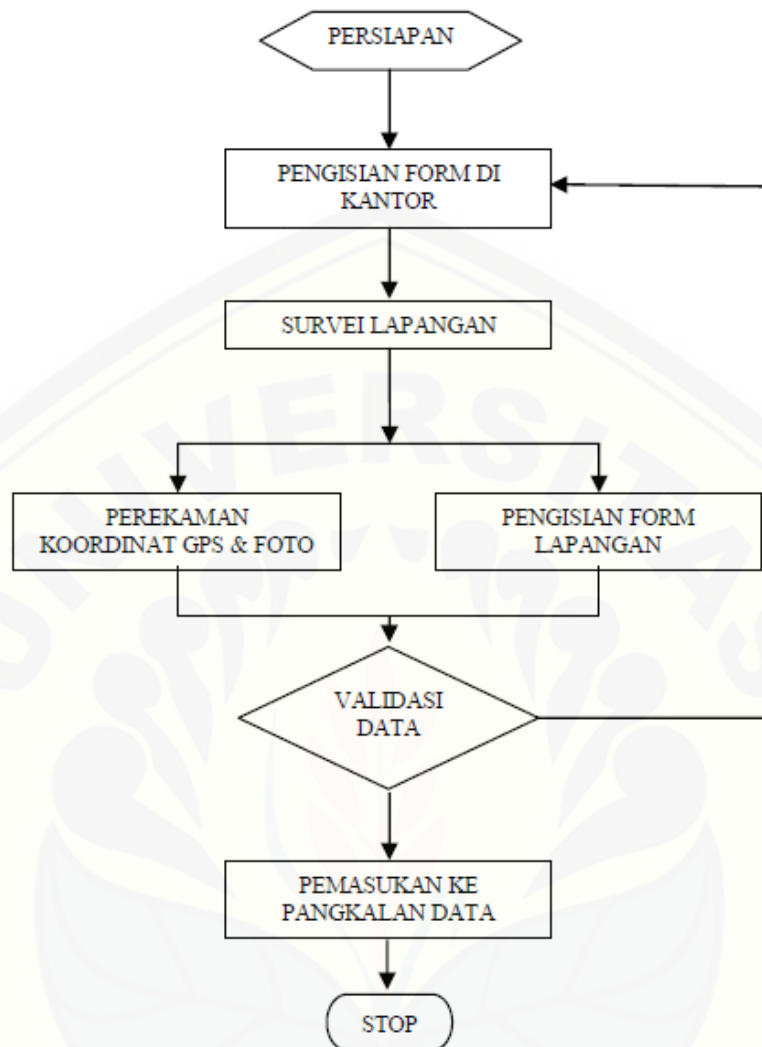 PERSIAPAN
PENGISIAN FORM DI
KANTOR
SURVEI LAPANGAN
PEREKAMAN
KOORDINAT GPS & FOTO
PENGISIAN FORM
LAPANGAN
VALIDASI
DATA
PEMASUKAN KE
PANGKALAN DATA
STOP
UNIVERSITAS